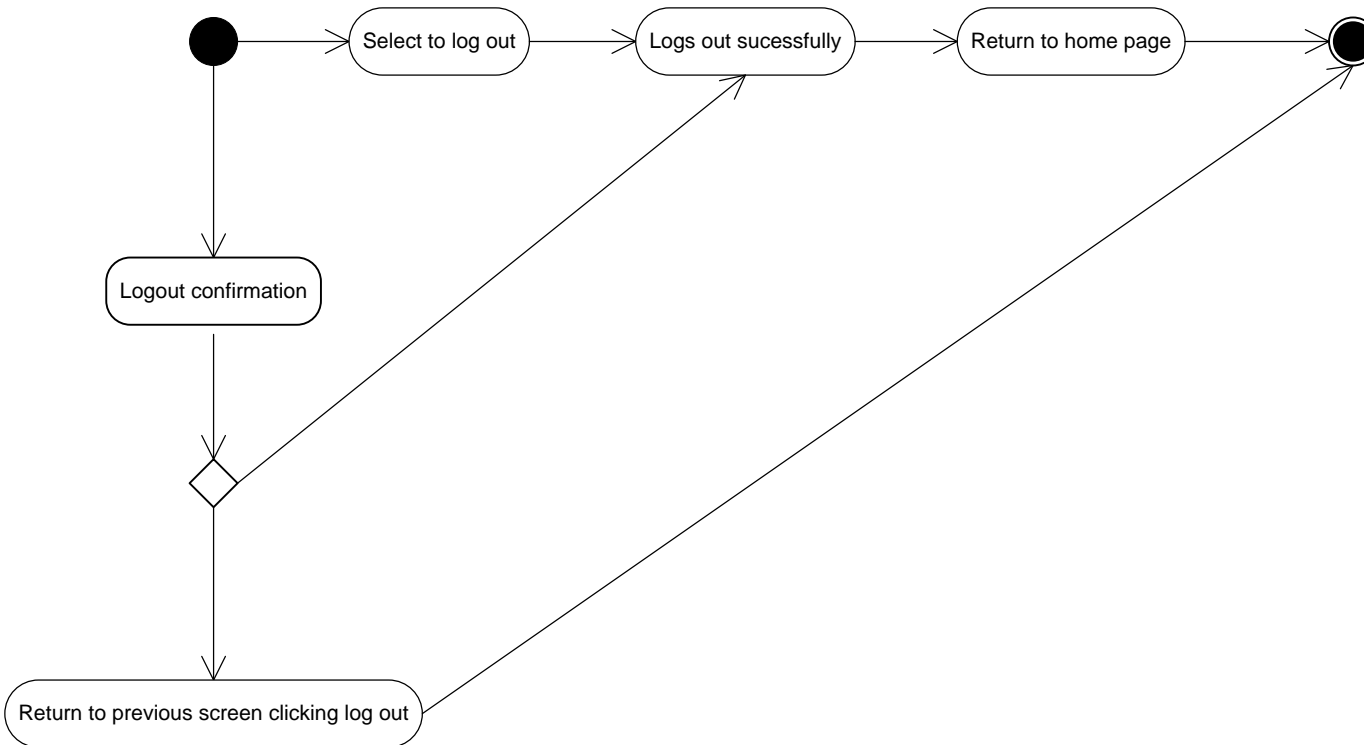 Select to log out
Logs out sucessfully
Return to home page
Logout confirmation
Return to previous screen clicking log out